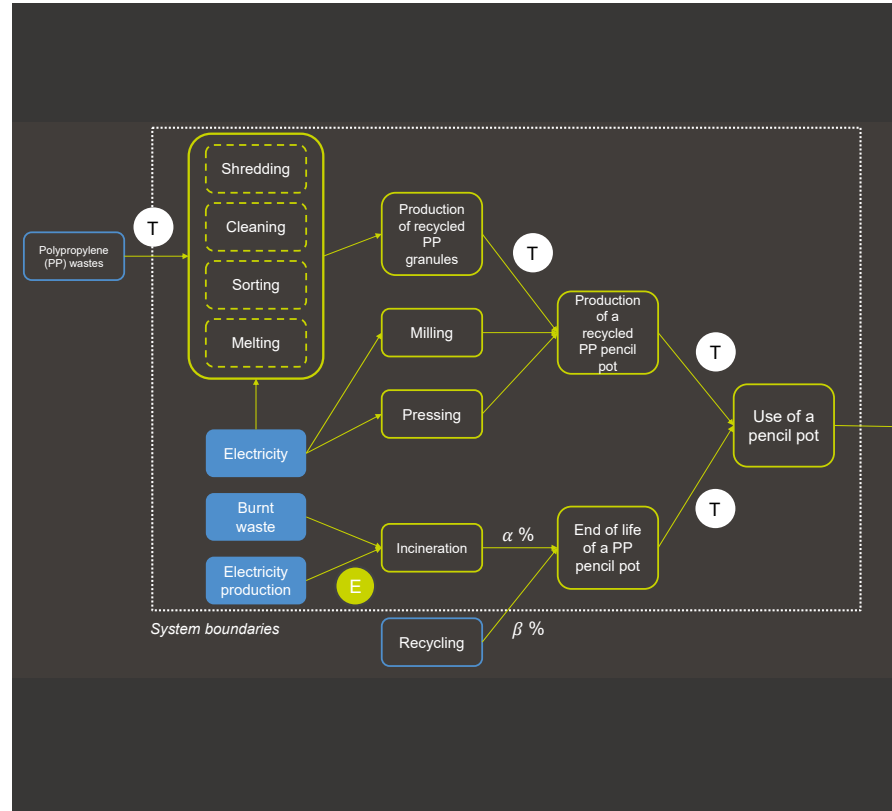 Shredding
Cleaning
Sorting
Melting
T
Polypropylene
(PP) wastes
Production
of recycled
PP
granules
T
Milling
Pressing
Production
of a
recycled
PP pencil
pot
T
Use of a
pencil pot
Electricity
Burnt
waste
Electricity
production
E
Incineration
α %
End of life
of a PP
pencil pot
T
System boundaries
Recycling
β %